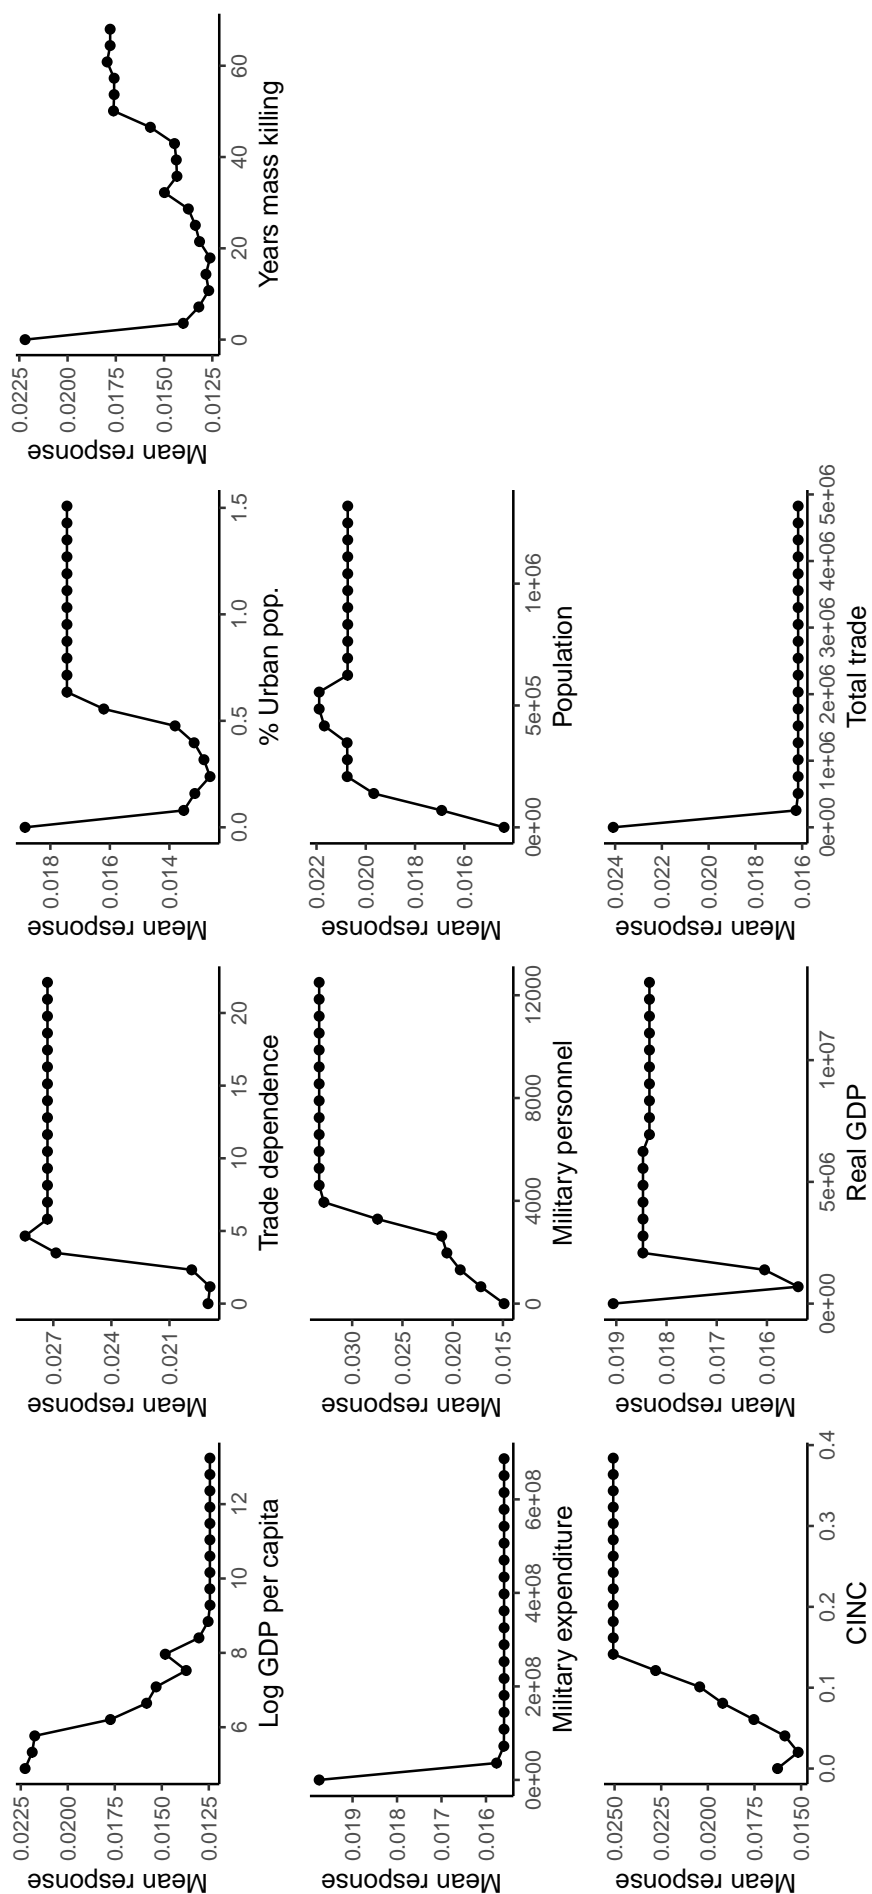 Mean response
0.0225
0.0200
0.0175
0.0150
0.0125
6 8 10 12
Log GDP per capita
Mean response
0.027
0.024
0.021
0 5 10 15 20
Trade dependence
Mean response
0.018
0.016
0.014
0.0 0.5 1.0 1.5
% Urban pop.
Mean response
0.0225
0.0200
0.0175
0.0150
0.0125
0 20 40 60
Years mass killing
Mean response
0.019
0.018
0.017
0.016
0e+00 2e+08 4e+08 6e+08
Military expenditure
Mean response
0.030
0.025
0.020
0.015
0 4000 8000 12000
Military personnel
Mean response
0.022
0.020
0.018
0.016
0e+00 5e+05 1e+06
Population
Mean response
0.0250
0.0225
0.0200
0.0175
0.0150
0.0 0.1 0.2 0.3 0.4
CINC
Mean response
0.019
0.018
0.017
0.016
0e+00 5e+06 1e+07
Real GDP
Mean response
0.024
0.022
0.020
0.018
0.016
0e+00 1e+06 2e+06 3e+06 4e+06 5e+06
Total trade